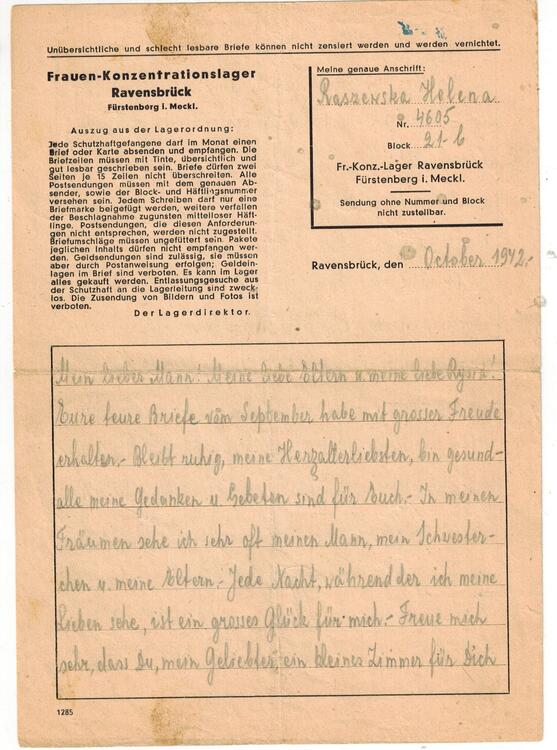 Unübersichtliche und schlecht lesbare Briefe können nicht zensiert werden und werden vernichtet.
Frauen-Konzentrationslager
Ravensbrück
Fürstenberg i. Meckl.
Auszug aus der Lagerordnung:
Jede Schutzhaftgefangene darf im Monat einen
Brief oder Karte absenden und empfangen. Die
Briefzeilen müssen mit Tinte, übersichtlich und
gut lesbar geschrieben sein. Briefe dürfen zwei
Seiten je 15 Zeilen nicht überschreiten. Alle
Postsendungen müssen mit dem genauen Ab-
sender, sowie der Block- und Häftlingsnummer
versehen sein. Jedem Schreiben darf nur eine
Briefmarke beigefügt werden, weitere verfallen
der Beschlagnahme zugunsten mittelloser Häft-
linge. Postsendungen, die diesen Anforderun-
gen nicht entsprechen, werden nicht zugestellt.
Briefumschläge müssen ungefüttert sein. Pakete
jeglichen Inhalts dürfen nicht empfangen wer-
den. Geldsendungen sind zulässig, sie müssen
aber durch Postanweisung erfolgen; Geldein-
lagen im Brief sind verboten. Es kann im Lager
alles gekauft werden. Entlassungsgesuche aus
der Schutzhaft an die Lagerleitung sind zweck-
los. Die Zusendung von Bildern und Fotos ist
verboten.
Der Lagerdirektor.
Meine genaue Anschrift:
Raszewska Helena
Nr. 4605
Block 21-b
Fr.-Konz.-Lager Ravensbrück
Fürstenberg i. Meckl.
Sendung ohne Nummer und Block
nicht zustellbar.
Ravensbrück, den October 1942.-
Mein lieber Mann! Meine liebe Eltern u. meine liebe Rysia!
Eure teure Briefe vom September habe mit grosser Freude
erhalten.- Bleibt ruhig, meine Herzallerliebsten, bin gesund-
alle meine Gedanken u Gebeten sind für Euch.- In meinen
Träumen sehe ich sehr oft meinen Mann, mein Schwester-
chen u. meine Eltern.- Jede Nacht, während der ich meine
Lieben sehe, ist ein grosses Glück für mich.- Freue mich
sehr, dass Du, mein Geliebter, ein kleines Zimmer für Dich
1285